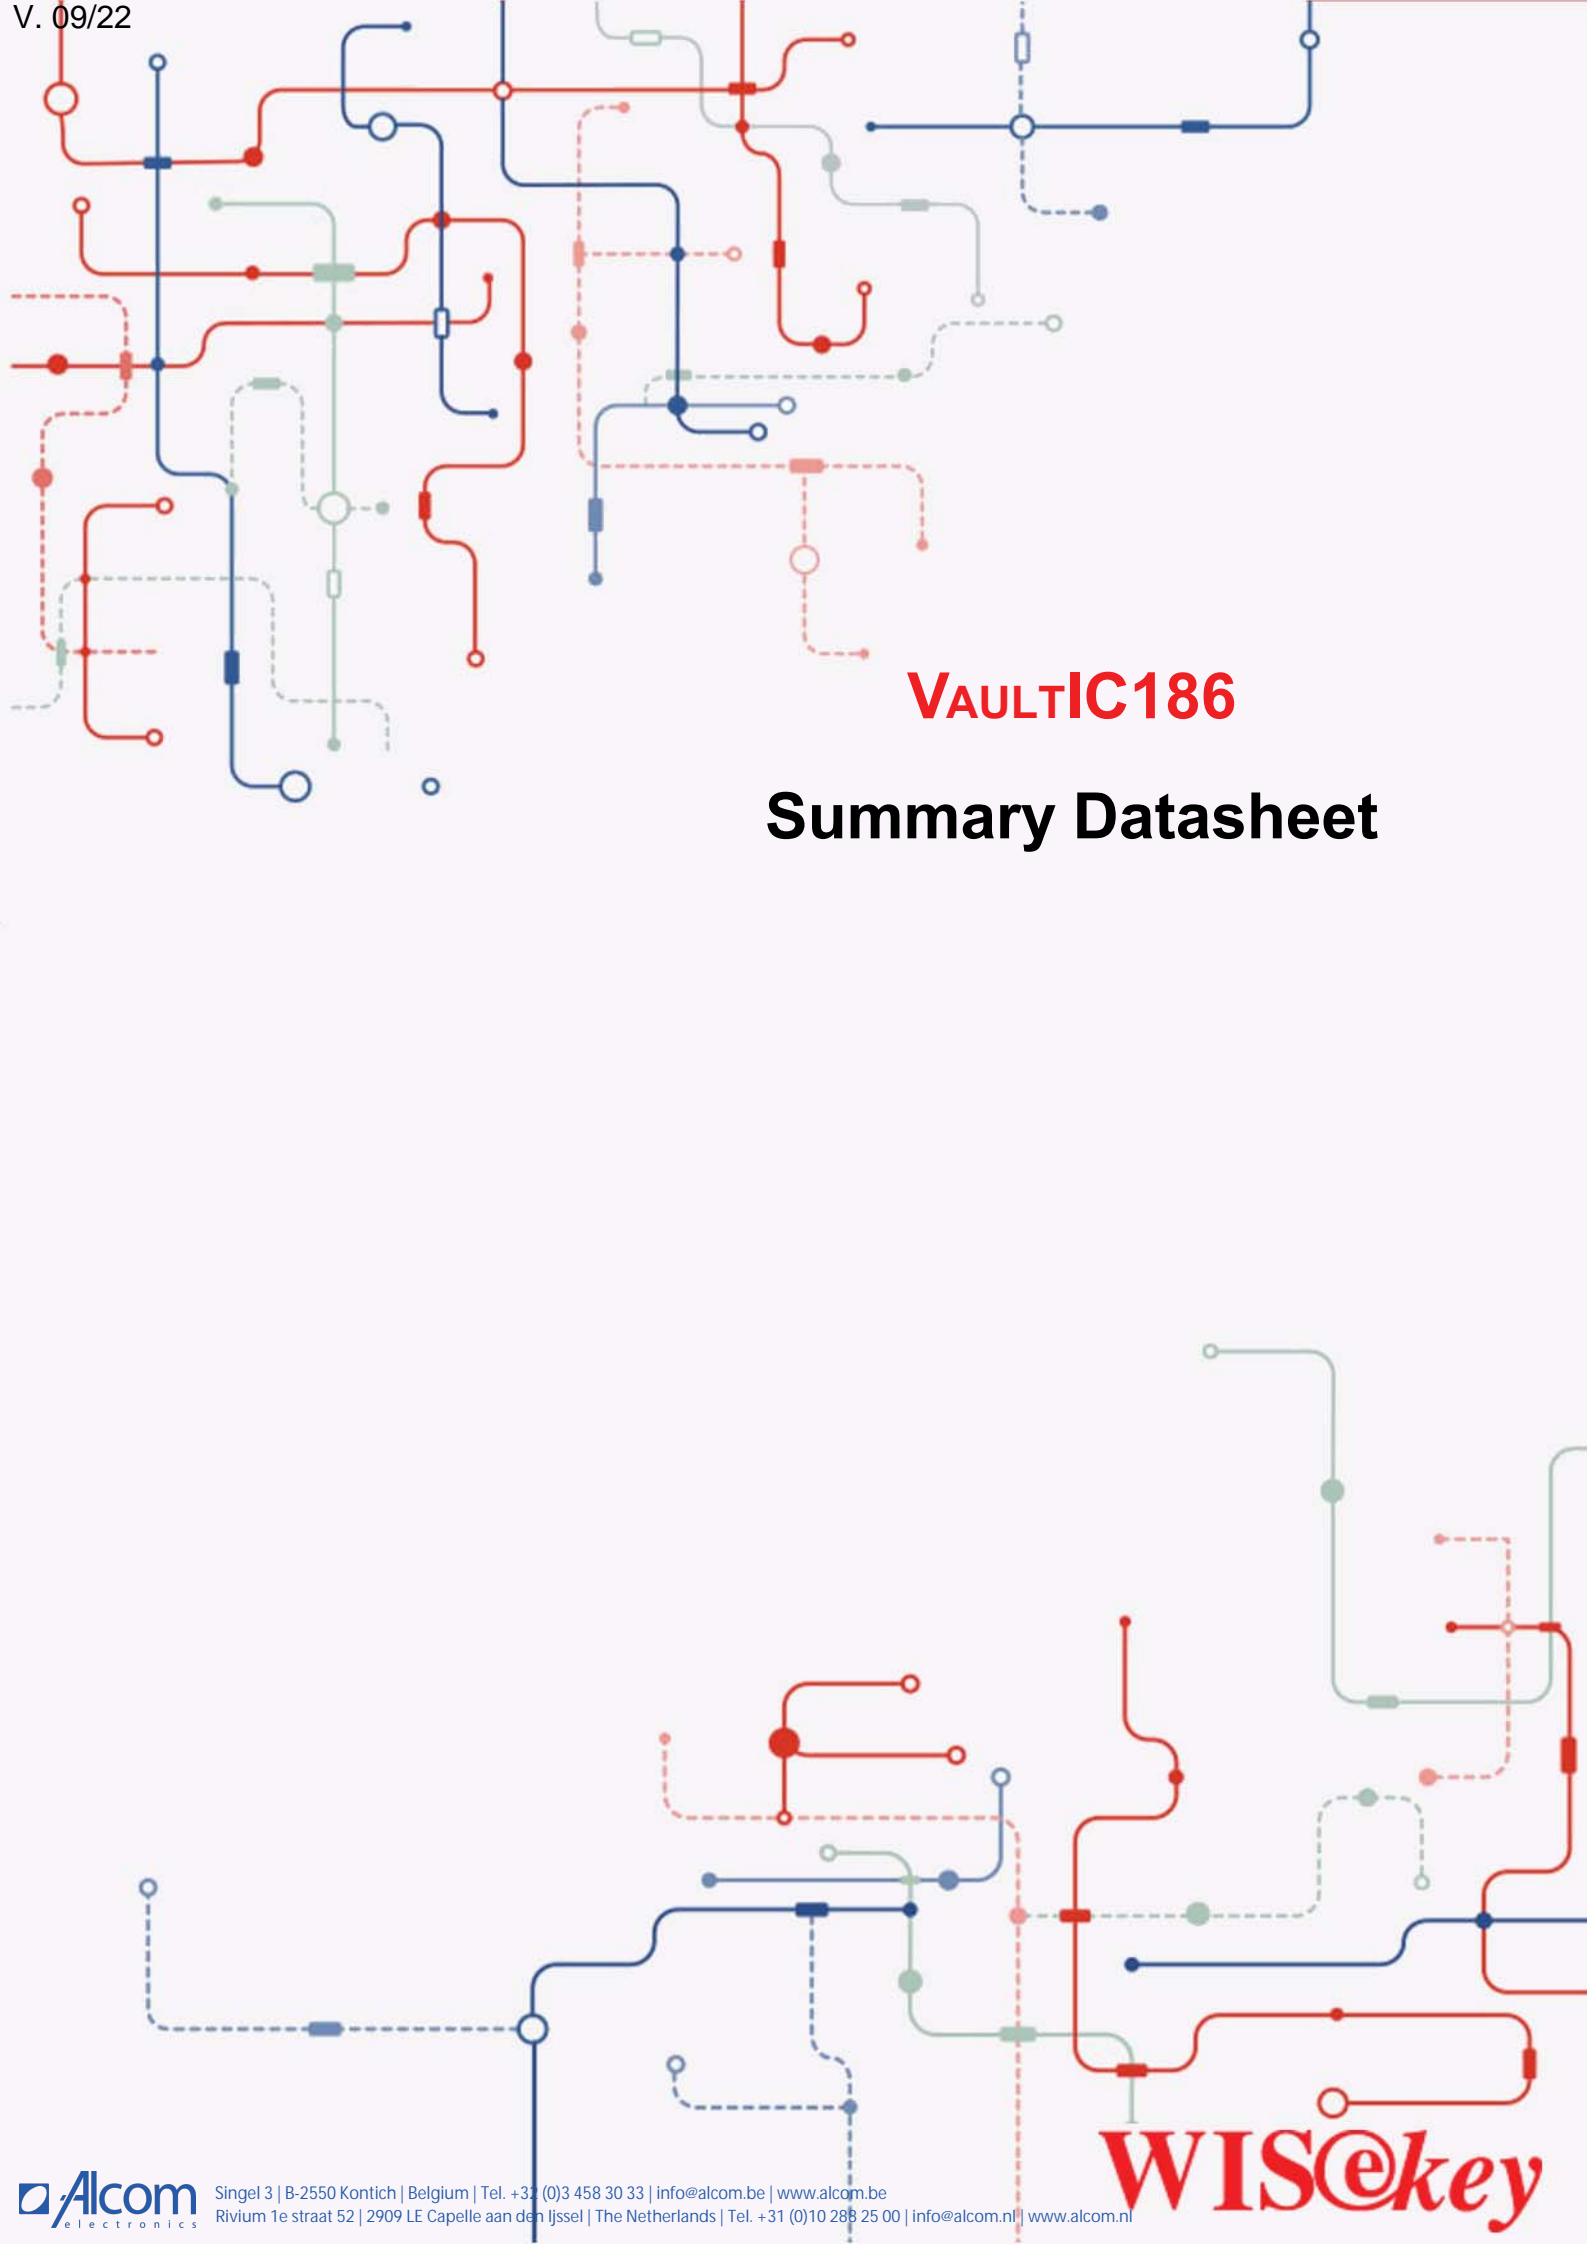 V. 09/22
VAULTIC186
Summary Datasheet
WISekey
Alcom
electronics
Singel 3 | B-2550 Kontich | Belgium | Tel. +32 (0)3 458 30 33 | info@alcom.be | www.alcom.be
Rivium 1e straat 52 | 2909 LE Capelle aan den Ijssel | The Netherlands | Tel. +31 (0)10 288 25 00 | info@alcom.nl | www.alcom.nl